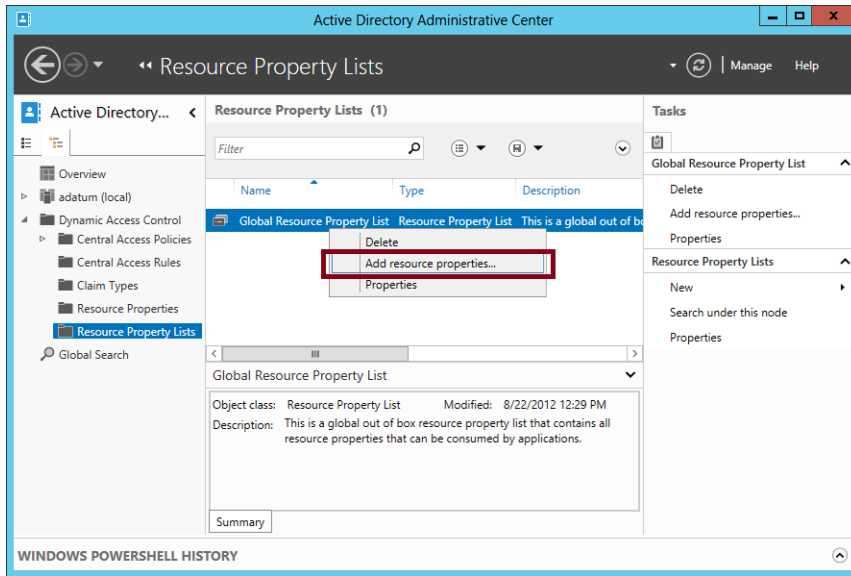 Active Directory Administrative Center
Resource Property Lists
Manage Help
Active Directory...
Overview
adatum (local)
Dynamic Access Control
Central Access Policies
Central Access Rules
Claim Types
Resource Properties
Resource Property Lists
Global Search
Resource Property Lists (1)
Filter
Name Type Description
Global Resource Property List Resource Property List This is a global out of bo
Delete
Add resource properties...
Properties
Global Resource Property List
Object class: Resource Property List Modified: 8/22/2012 12:29 PM
Description: This is a global out of box resource property list that contains all
resource properties that can be consumed by applications.
Summary
Tasks
Global Resource Property List
Delete
Add resource properties...
Properties
Resource Property Lists
New
Search under this node
Properties
WINDOWS POWERSHELL HISTORY